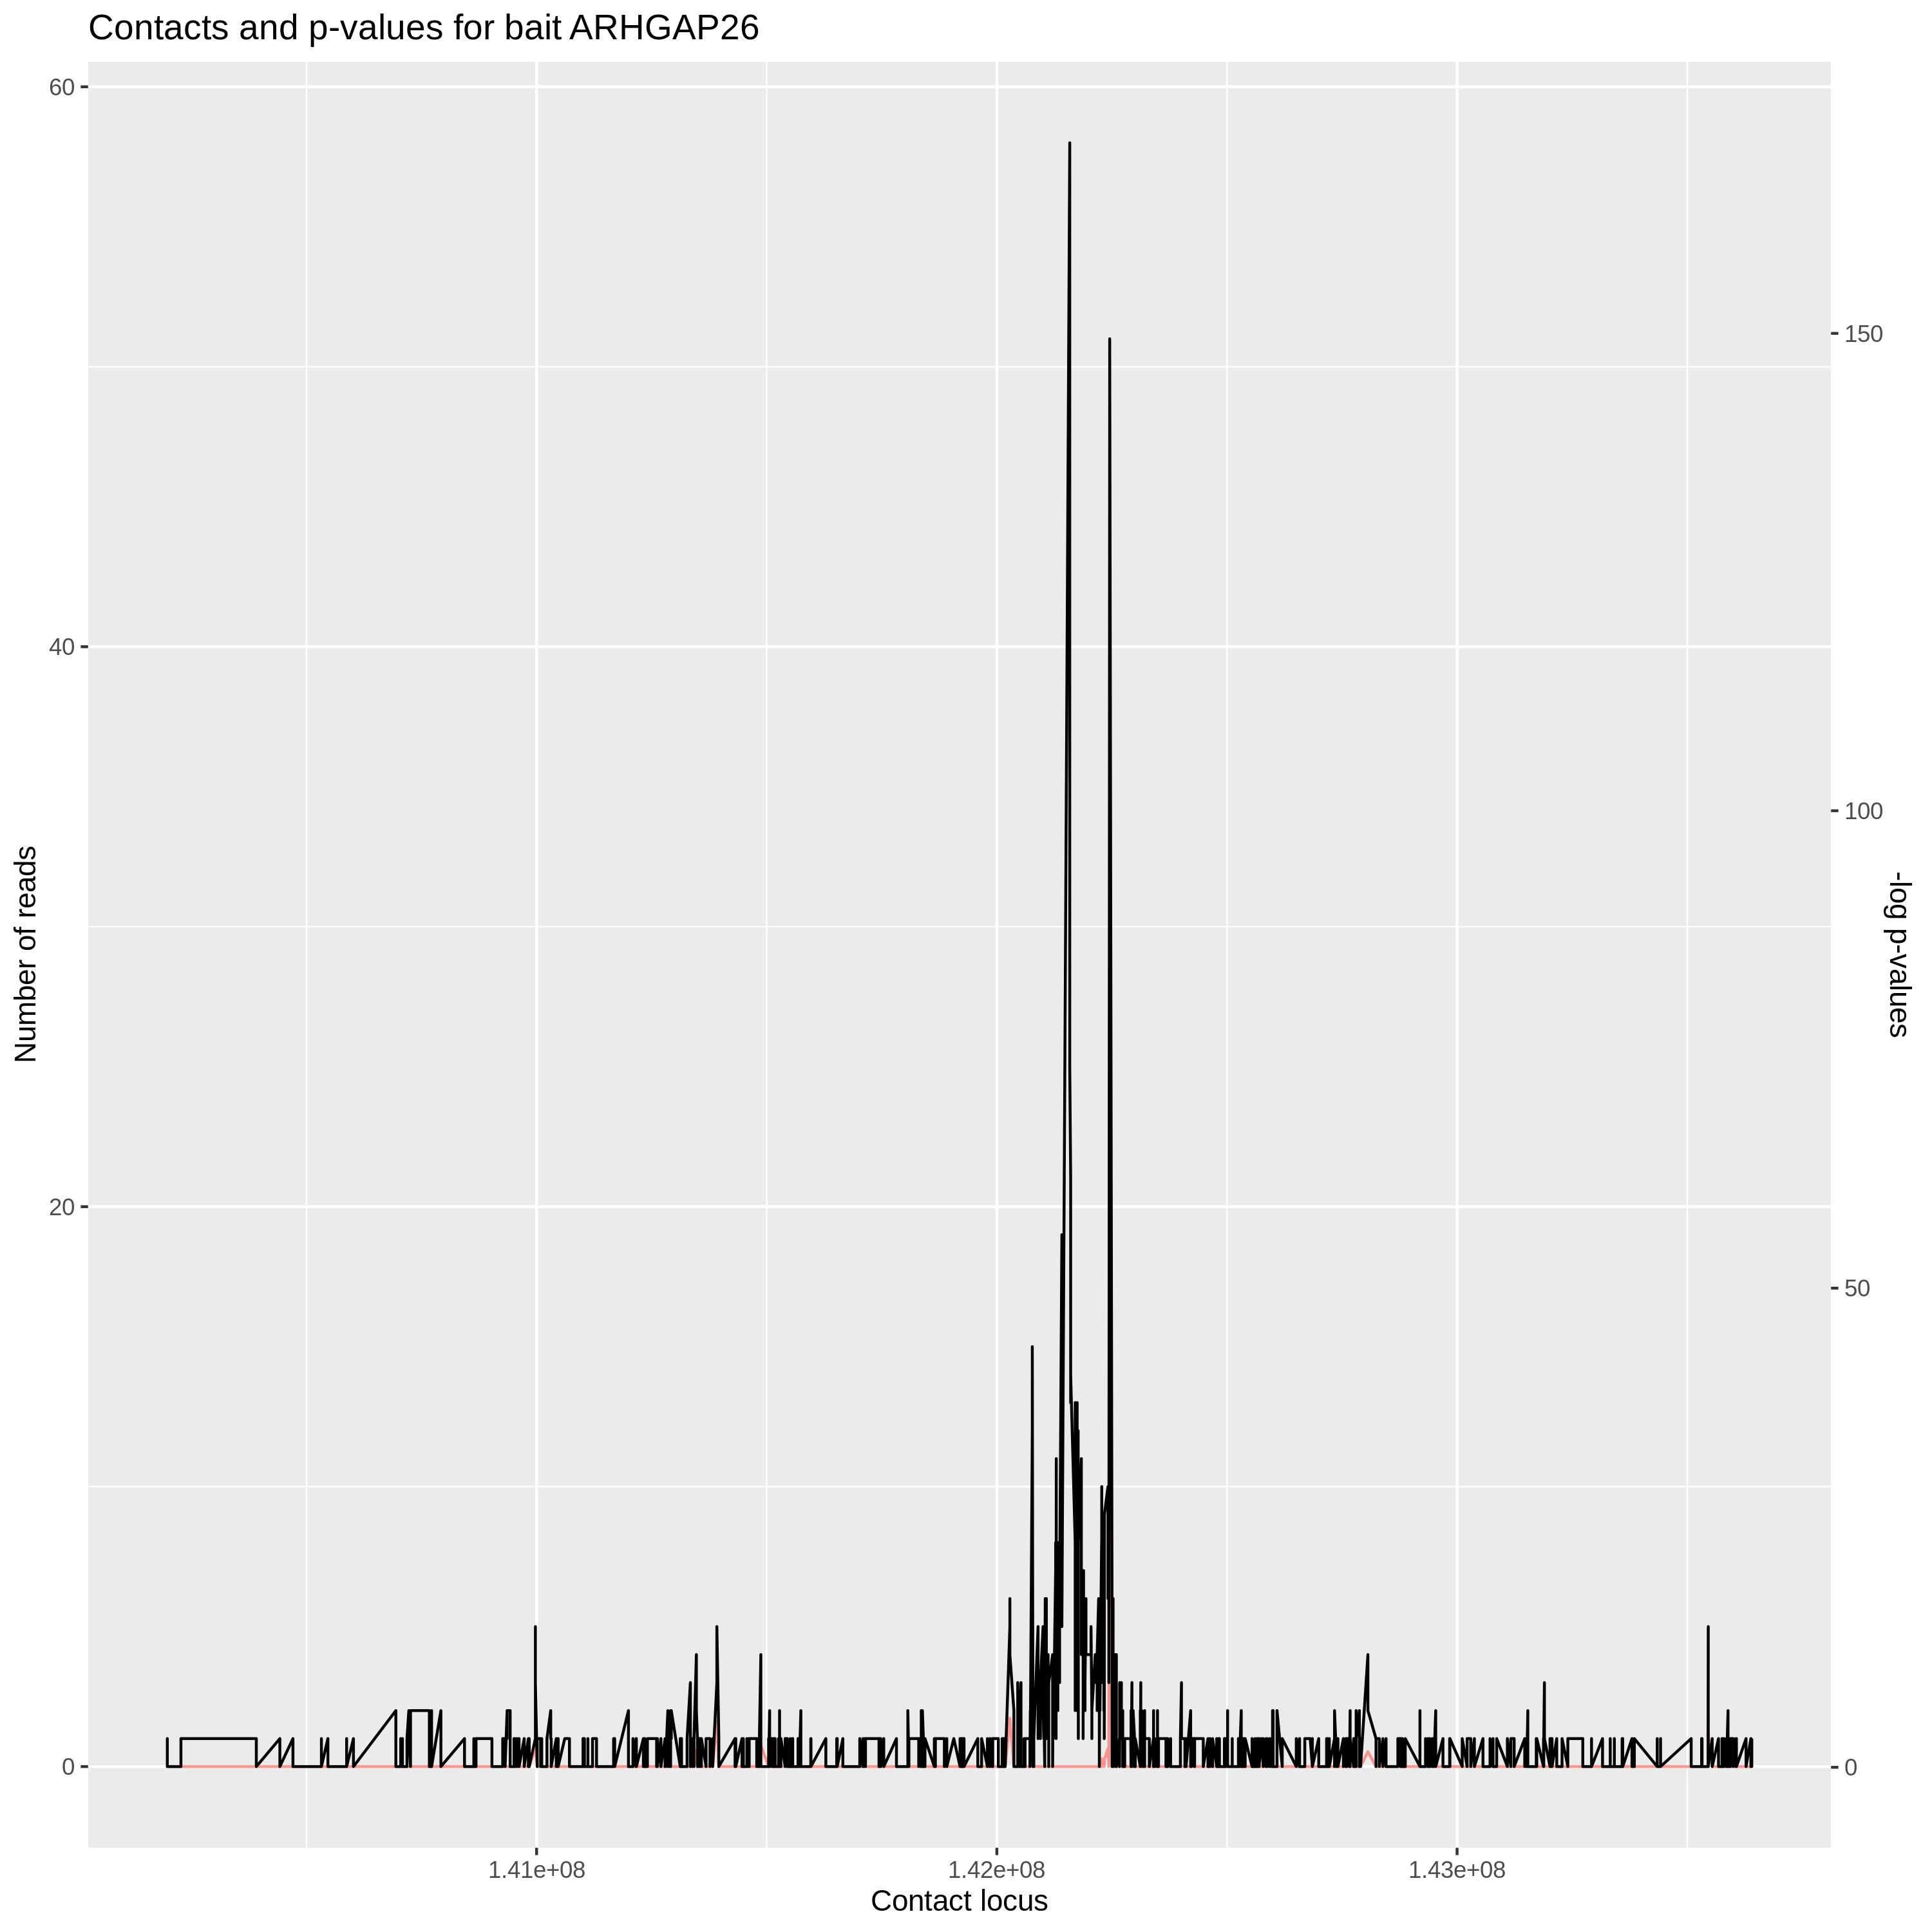 Contacts and p-values for bait ARHGAP26
60
40
20
0
Number of reads
150
100
50
0
-log p-values
1.41e+08
1.42e+08
1.43e+08
Contact locus